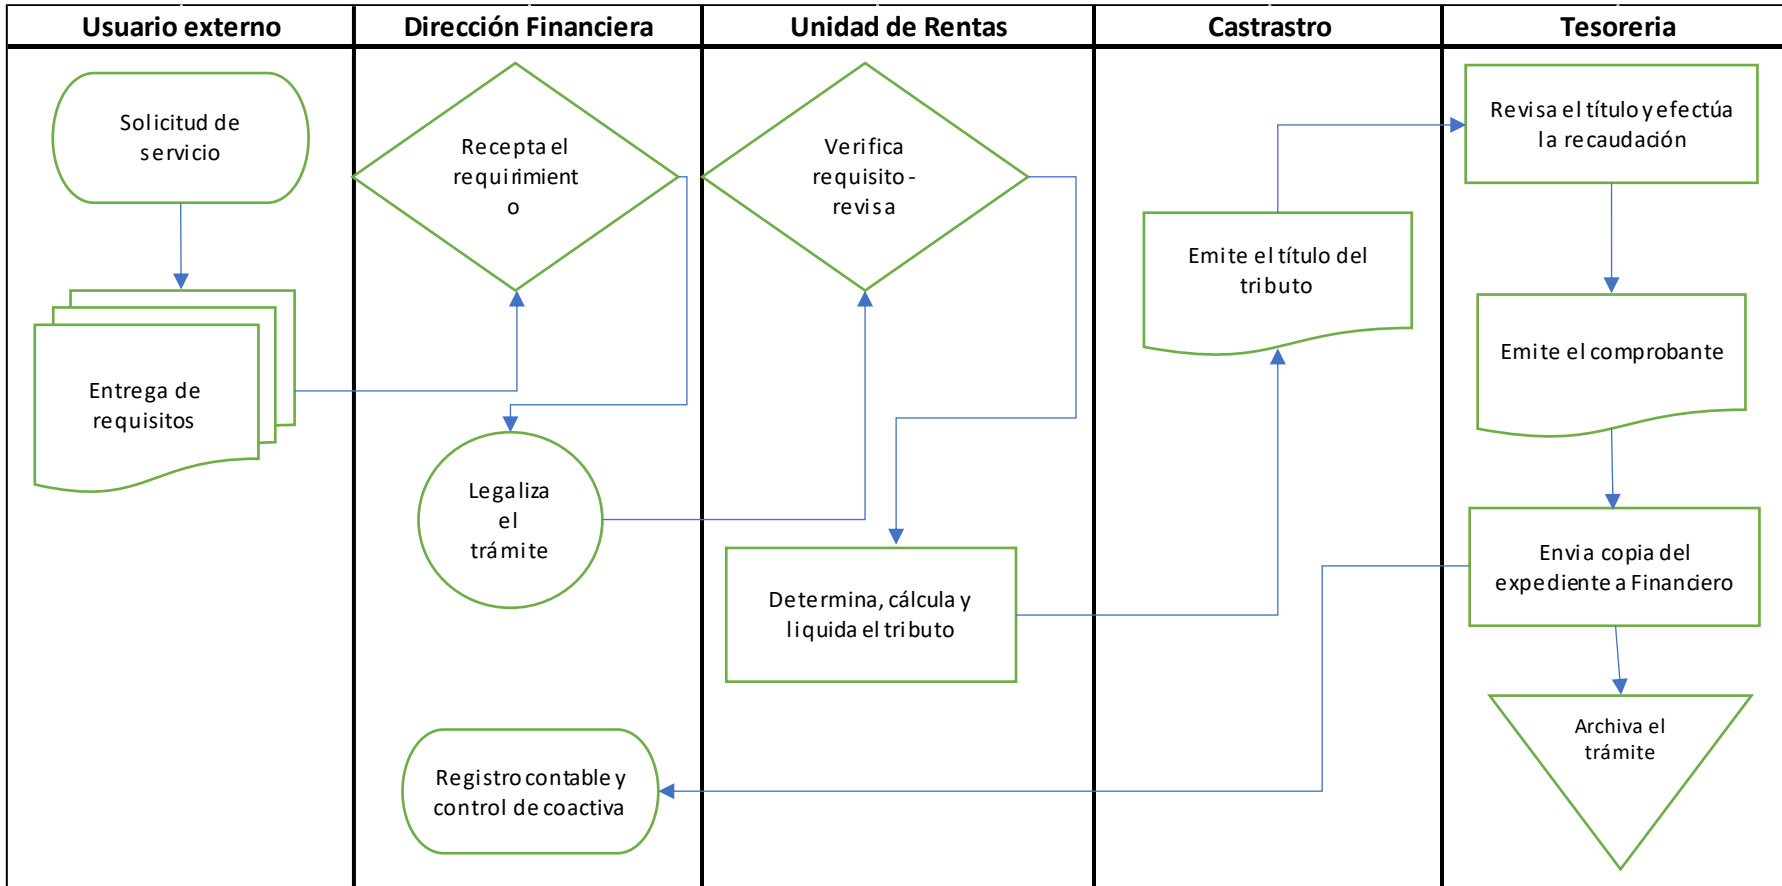 Usuario externo
Dirección Financiera
Unidad de Rentas
Castrastro
Tesoreria
Solicitud de
servicio
Entrega de
requisitos
Recepta el
requirimient
o
Legaliza
el
trámite
Registro contable y
control de coactiva
Verifica
requisito -
revisa
Determina, cálcula y
liquida el tributo
Emite el título del
tributo
Revisa el título y efectúa
la recaudación
Emite el comprobante
Envia copia del
expediente a Financiero
Archiva el
trámite